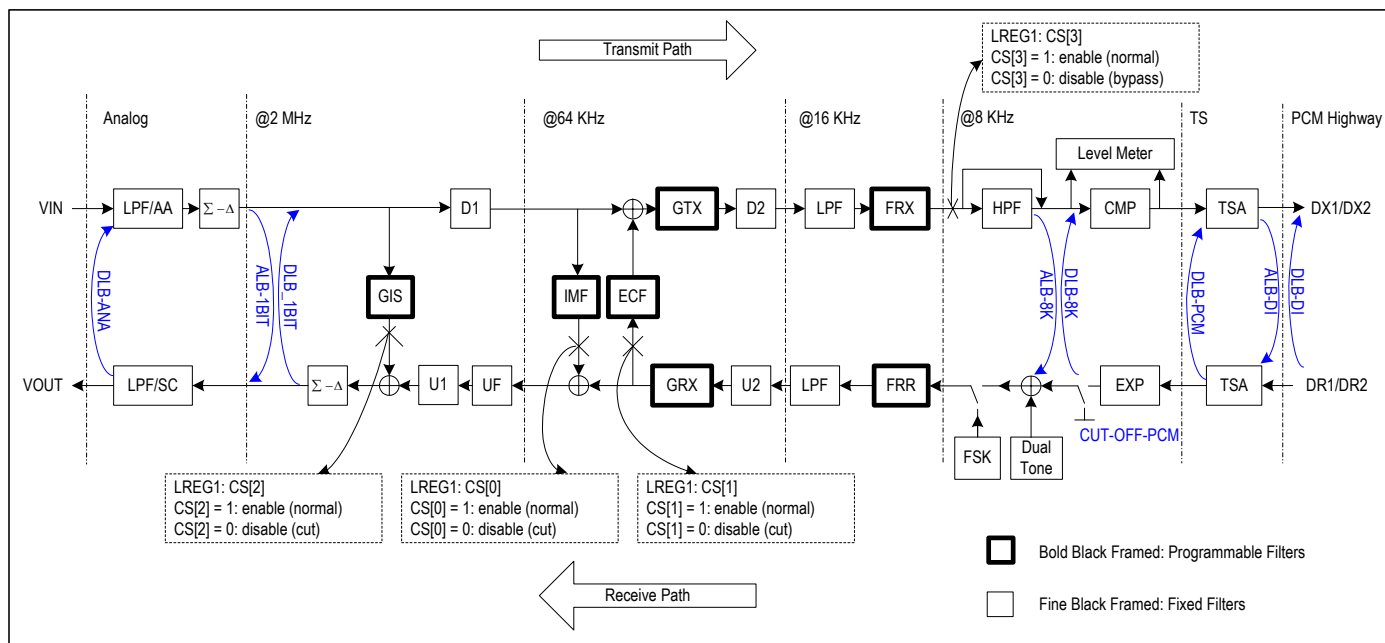 Transmit Path
LREG1: CS[3]
CS[3] = 1: enable (normal)
CS[3] = 0: disable (bypass)
Analog
@2 MHz
@64 KHz
@16 KHz
@8 KHz
TS
PCM Highway
Level Meter
VIN
LPF/AA
Σ-Δ
D1
GTX
D2
LPF
FRX
HPF
CMP
TSA
DX1/DX2
DLB-ANA
ALB-1BIT
DLB_1BIT
GIS
IMF
ECF
ALB-8K
DLB-8K
DLB-PCM
ALB-DI
DLB-DI
VOUT
LPF/SC
Σ-Δ
U1
UF
GRX
U2
LPF
FRR
EXP
TSA
DR1/DR2
CUT-OFF-PCM
FSK
Dual
Tone
LREG1: CS[2]
CS[2] = 1: enable (normal)
CS[2] = 0: disable (cut)
LREG1: CS[0]
CS[0] = 1: enable (normal)
CS[0] = 0: disable (cut)
LREG1: CS[1]
CS[1] = 1: enable (normal)
CS[1] = 0: disable (cut)
Bold Black Framed: Programmable Filters
Receive Path
Fine Black Framed: Fixed Filters